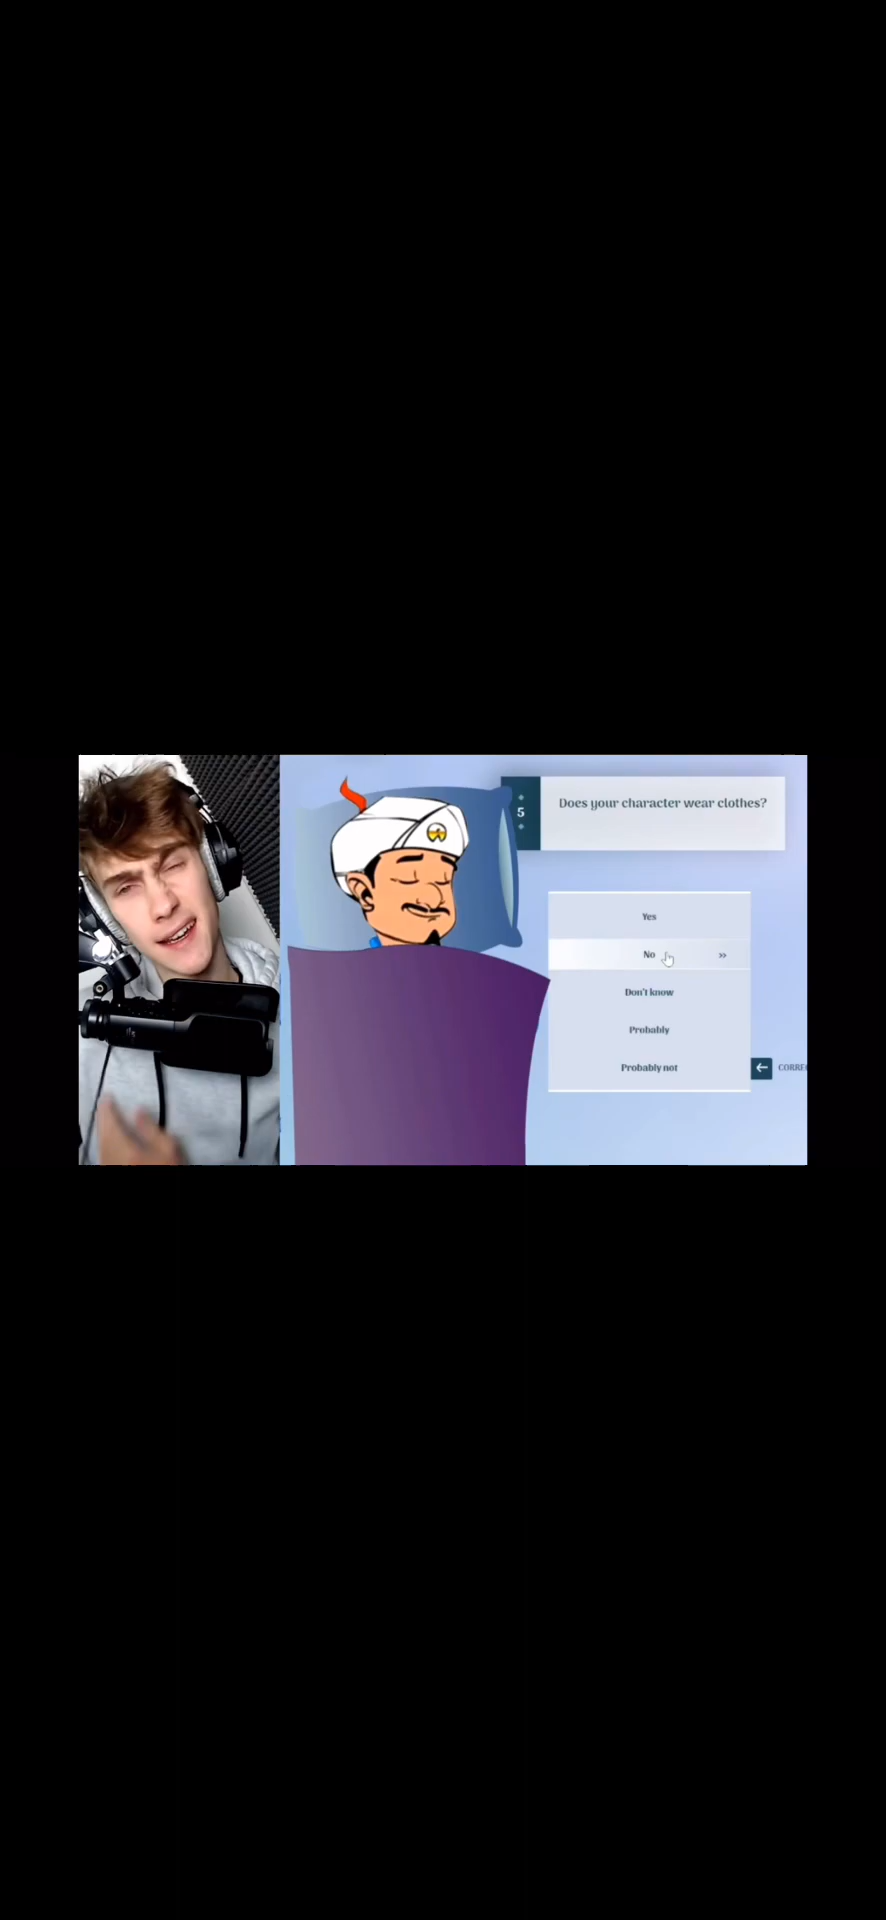 5
Does your character wear clothes?
Yes
No
Don't know
Probably
Probably not